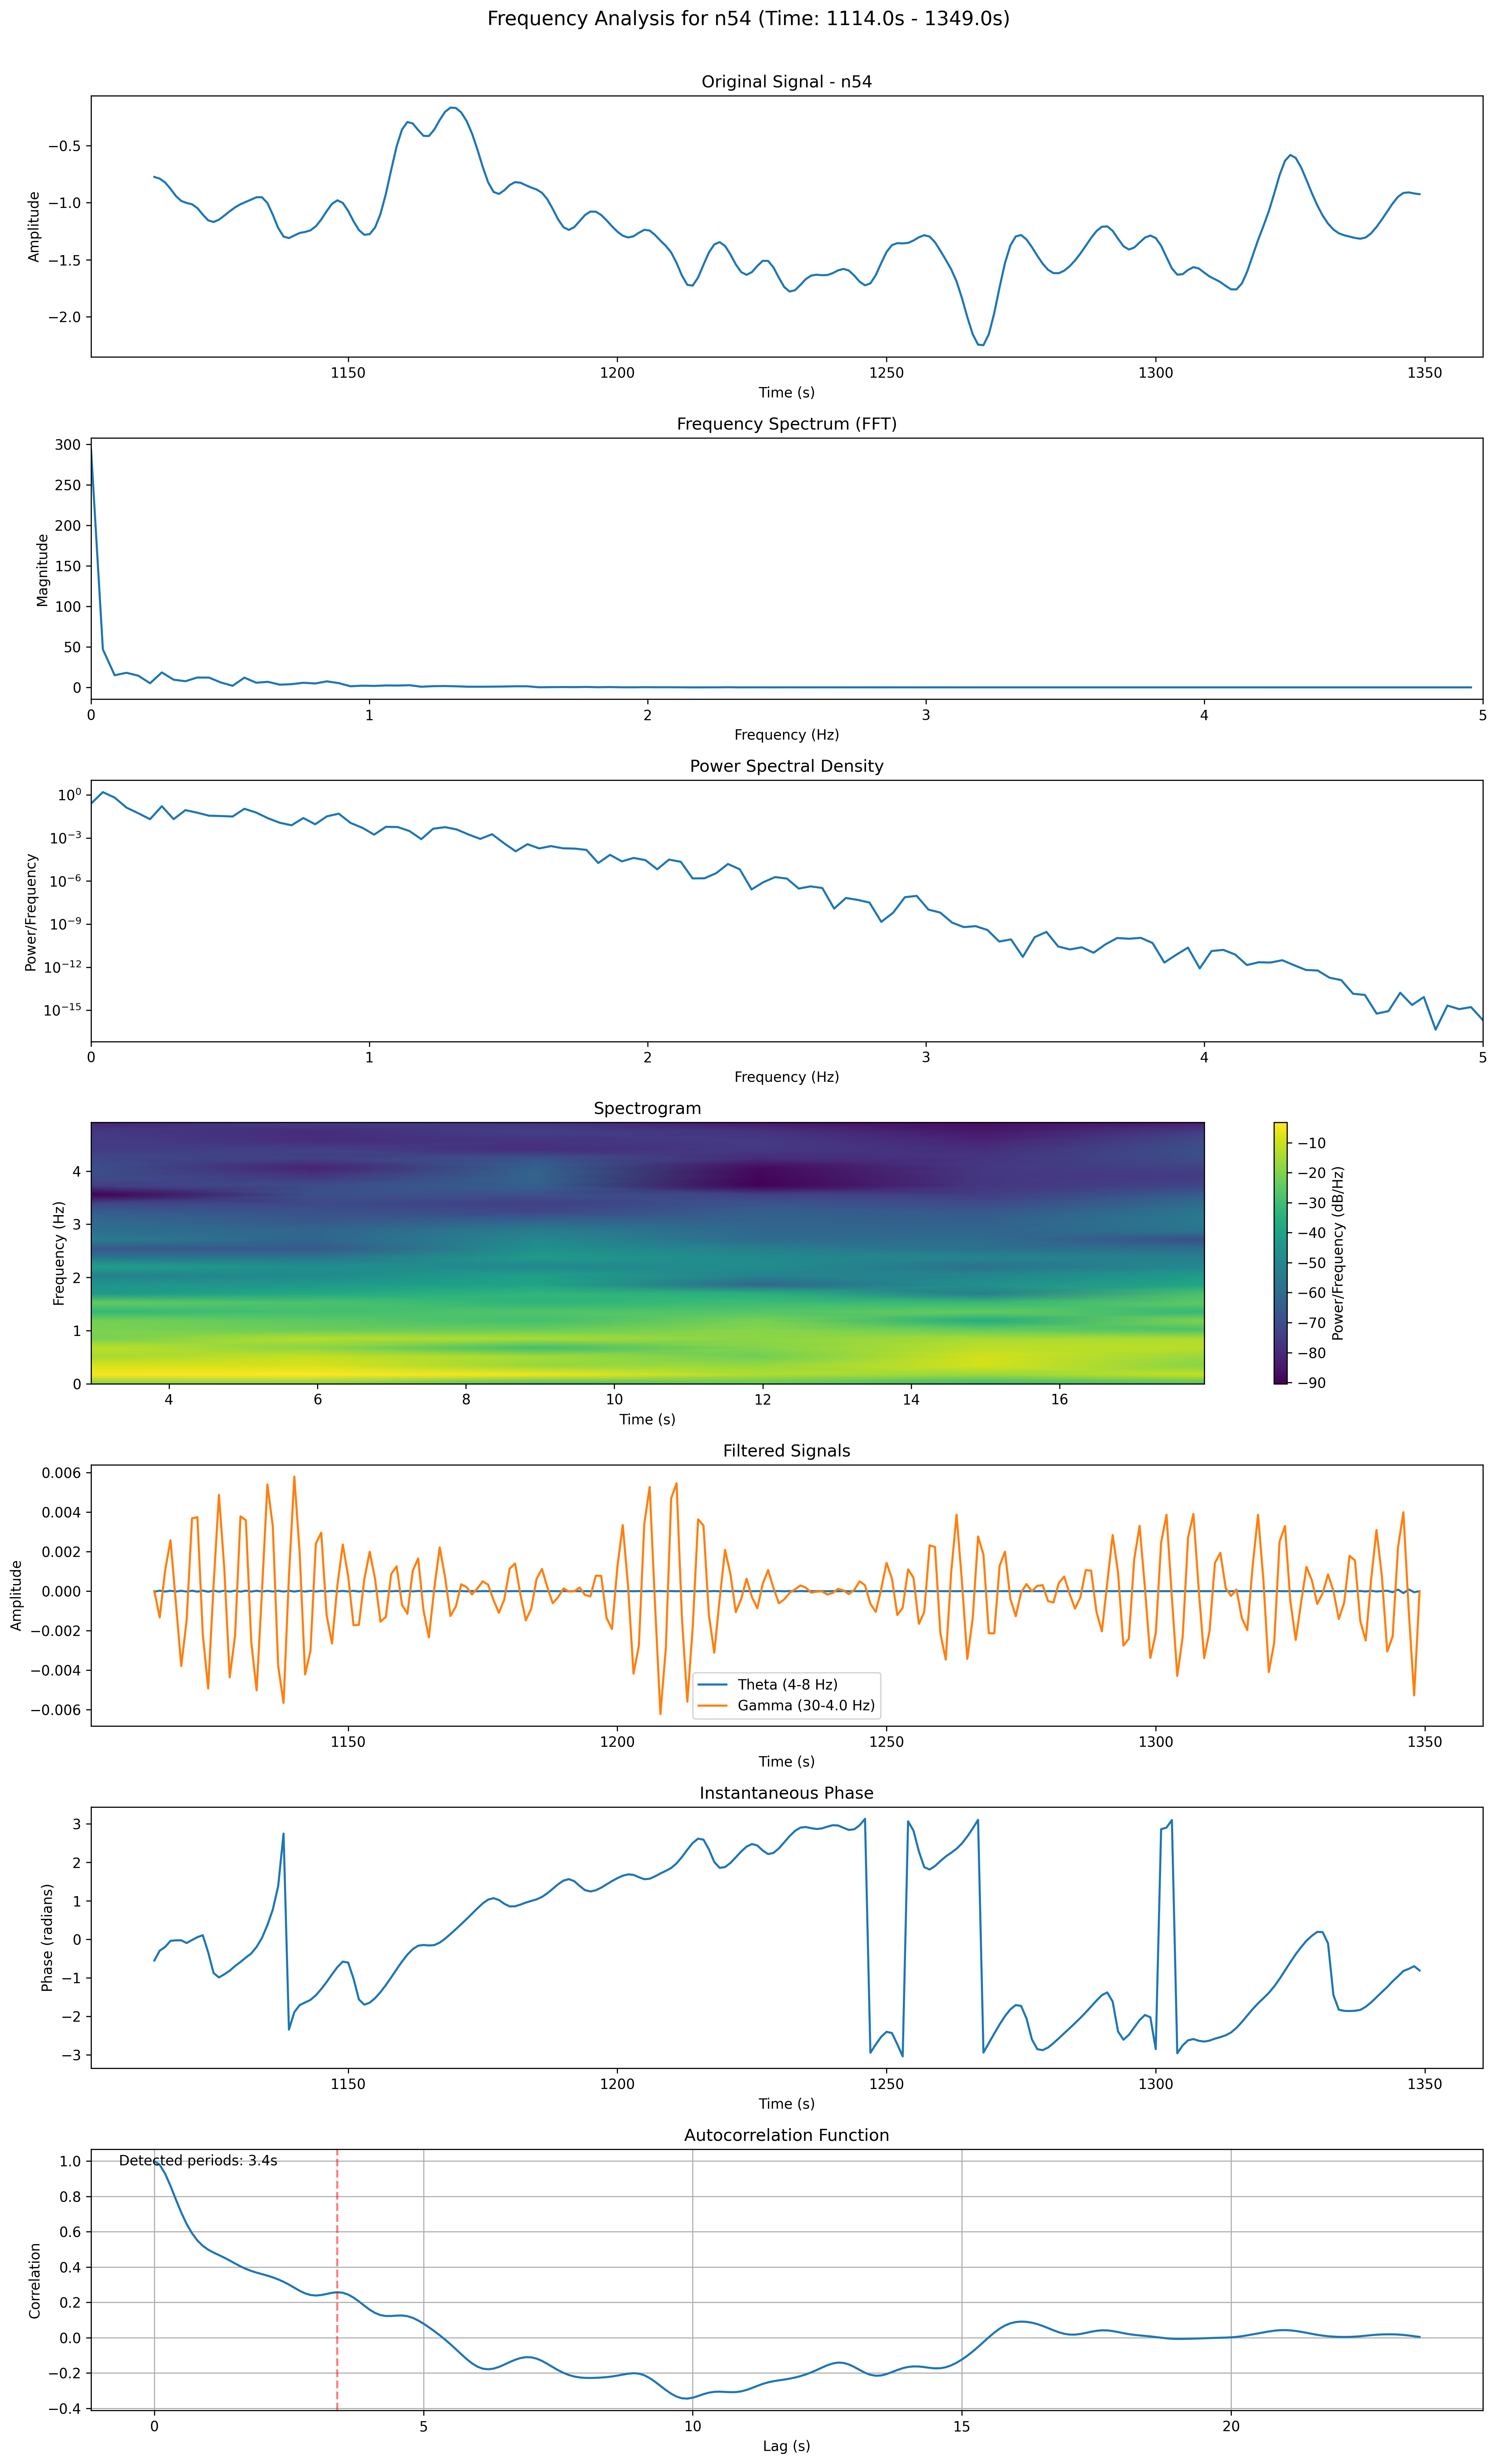 Frequency Analysis for n54 (Time: 1114.0s - 1349.0s)
Original Signal - n54
Amplitude
−0.5
−1.0
−1.5
−2.0
1150 1200 1250 1300 1350
Time (s)
Frequency Spectrum (FFT)
Magnitude
300
250
200
150
100
50
0
0 1 2 3 4 5
Frequency (Hz)
Power Spectral Density
Power/Frequency
10⁰
10⁻³
10⁻⁶
10⁻⁹
10⁻¹²
10⁻¹⁵
0 1 2 3 4 5
Frequency (Hz)
Spectrogram
Frequency (Hz)
4
3
2
1
0
4 6 8 10 12 14 16
Time (s)
−10
−20
−30
−40
−50
−60
−70
−80
−90
Power/Frequency (dB/Hz)
Filtered Signals
Amplitude
0.006
0.004
0.002
0.000
−0.002
−0.004
−0.006
Theta (4-8 Hz)
Gamma (30-4.0 Hz)
1150 1200 1250 1300 1350
Time (s)
Instantaneous Phase
Phase (radians)
3
2
1
0
−1
−2
−3
1150 1200 1250 1300 1350
Time (s)
Autocorrelation Function
Detected periods: 3.4s
Correlation
1.0
0.8
0.6
0.4
0.2
0.0
−0.2
−0.4
0 5 10 15 20
Lag (s)